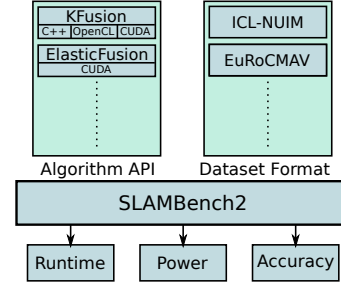 KFusion
C++ OpenCL CUDA
ElasticFusion
CUDA
Algorithm API
ICL-NUIM
EuRoCMAV
Dataset Format
SLAMBench2
Runtime Power Accuracy